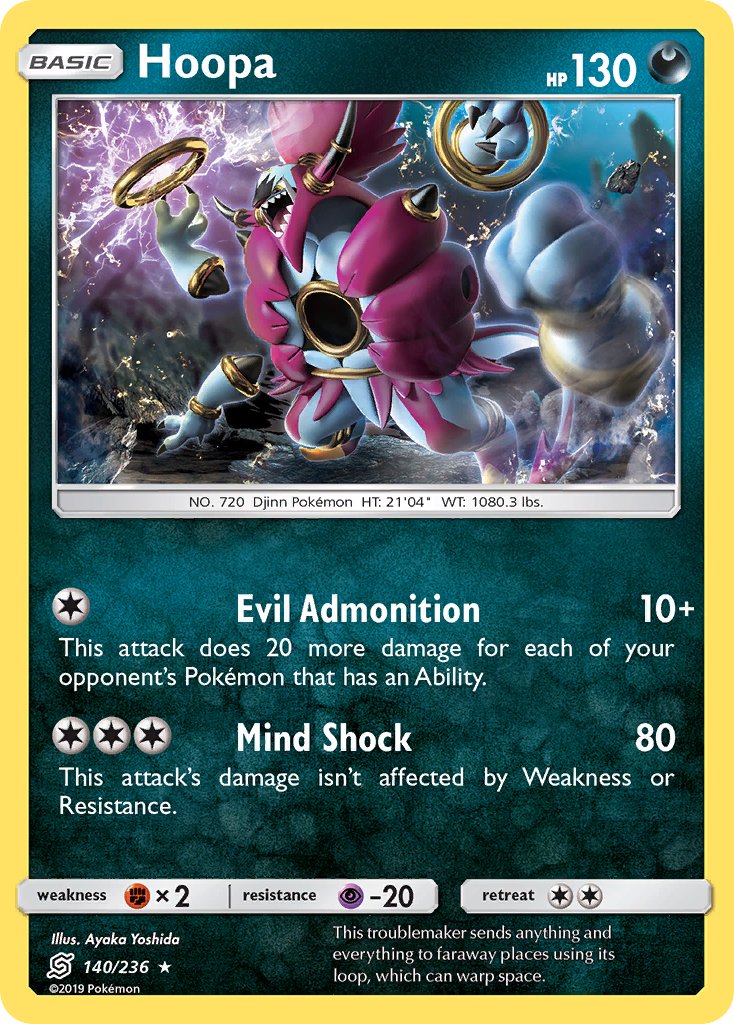 BASIC Hoopa HP 130
NO. 720 Djinn Pokémon HT: 21'04" WT: 1080.3 lbs.
Evil Admonition 10+
This attack does 20 more damage for each of your
opponent's Pokémon that has an Ability.
Mind Shock 80
This attack's damage isn't affected by Weakness or
Resistance.
weakness ×2 resistance -20 retreat
Illus. Ayaka Yoshida
140/236 ★
©2019 Pokémon
This troublemaker sends anything and
everything to faraway places using its
loop, which can warp space.